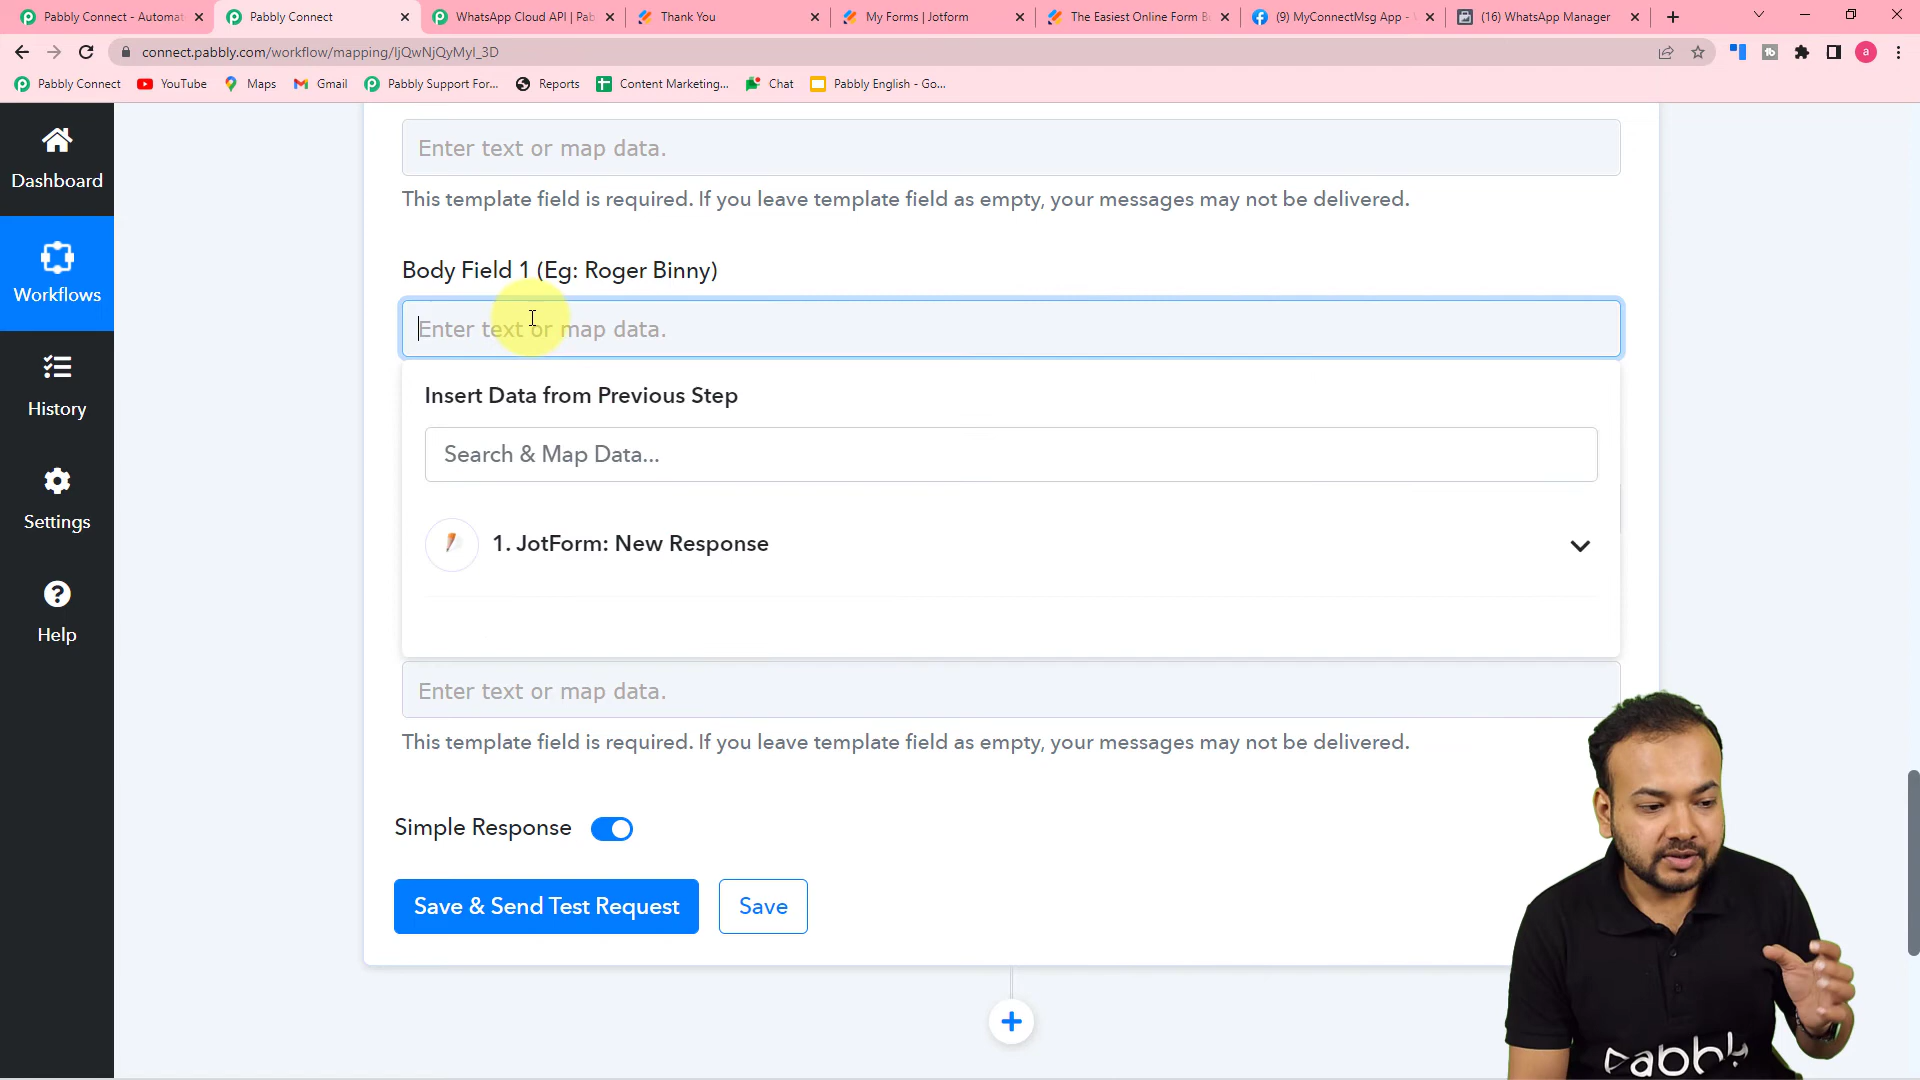 Pabbly Connect - Automat
Pabbly Connect
WhatsApp Cloud API | Pab
Thank You
My Forms | Jotform
The Easiest Online Form B
(9) MyConnectMsg App -
(16) WhatsApp Manager
connect.pabbly.com/workflow/mapping/IjQwNjQyMyI_3D
a
Pabbly Connect
YouTube
Maps
Gmail
Pabbly Support For...
Reports
Content Marketing...
Chat
Pabbly English - Go...
Dashboard
Workflows
History
Settings
Help
Enter text or map data.
This template field is required. If you leave template field as empty, your messages may not be delivered.
Body Field 1 (Eg: Roger Binny)
Enter text or map data.
Insert Data from Previous Step
Search & Map Data...
1. JotForm: New Response
Enter text or map data.
This template field is required. If you leave template field as empty, your messages may not be delivered.
Simple Response
Save & Send Test Request
Save
Pabbly